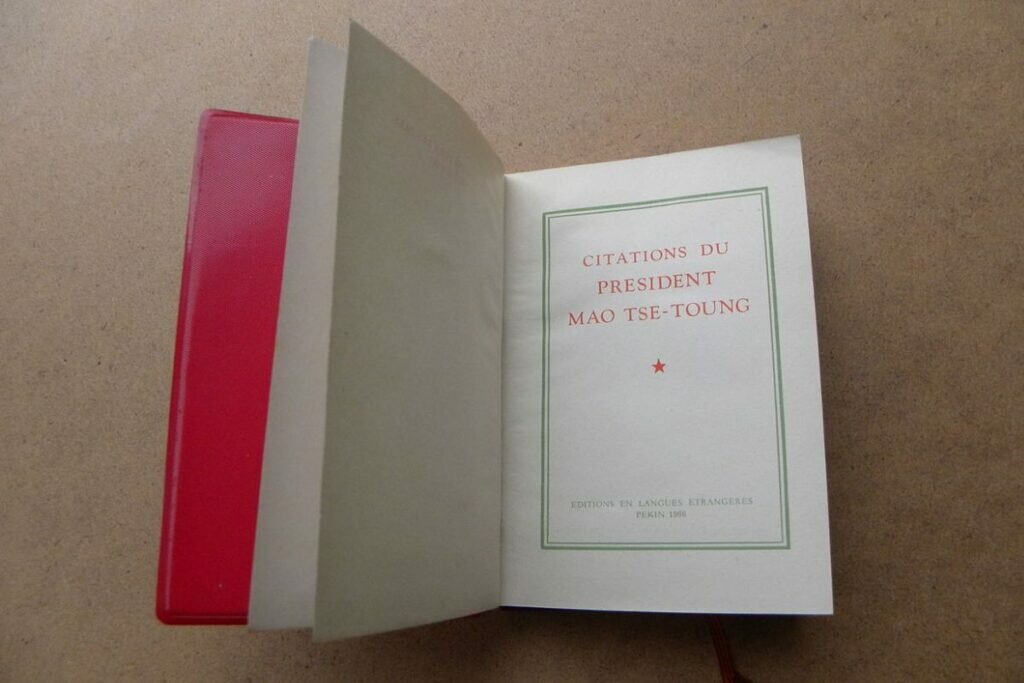 CITATIONS DU
PRESIDENT
MAO TSE-TOUNG
EDITIONS EN LANGUES ETRANGERES
PEKIN 1966